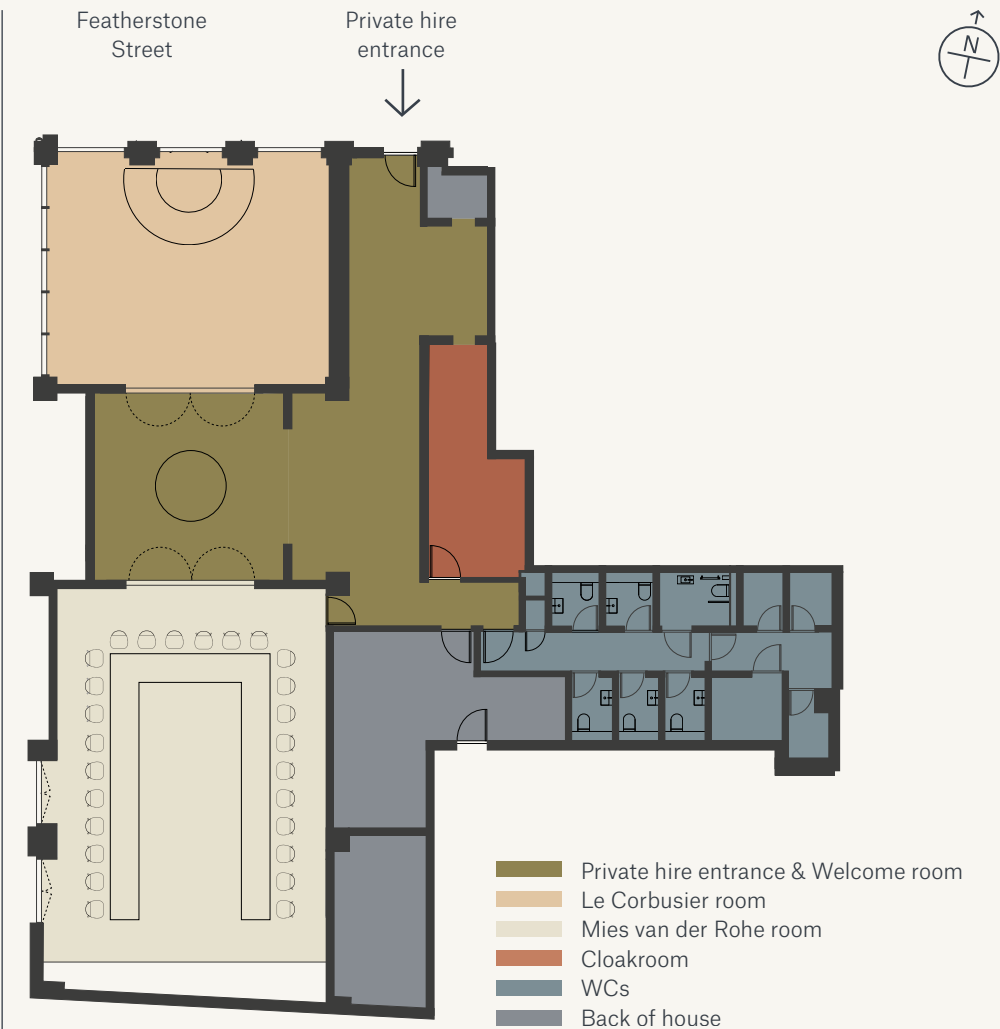 Featherstone
Street
Private hire
entrance
N
Private hire entrance & Welcome room
Le Corbusier room
Mies van der Rohe room
Cloakroom
WCs
Back of house